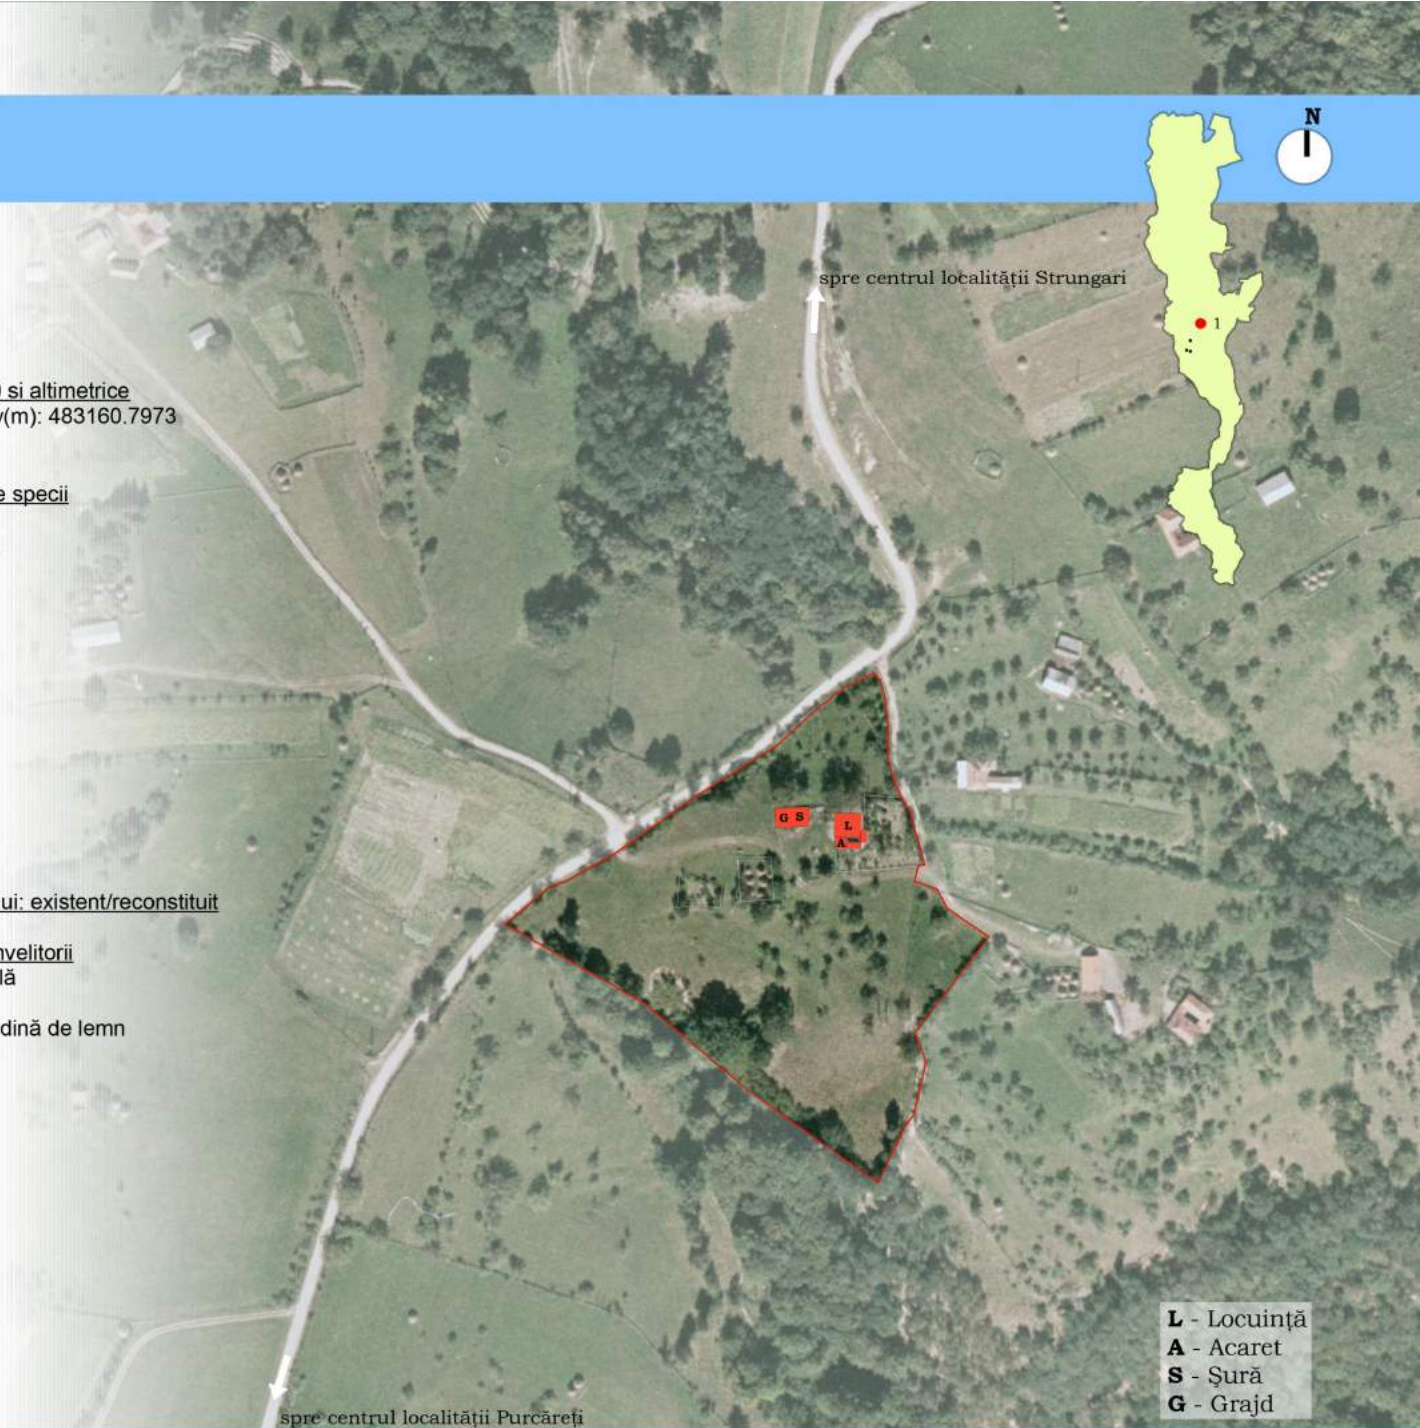 N
spre centrul localității Strungari
1
si altimetrice
y(m): 483160.7973
e specii
G S
L
A
ui: existent/reconstituit
nvelitorii
lă
dină de lemn
L - Locuință
A - Acaret
S - Șură
G - Grajd
spre centrul localității Purcăreți